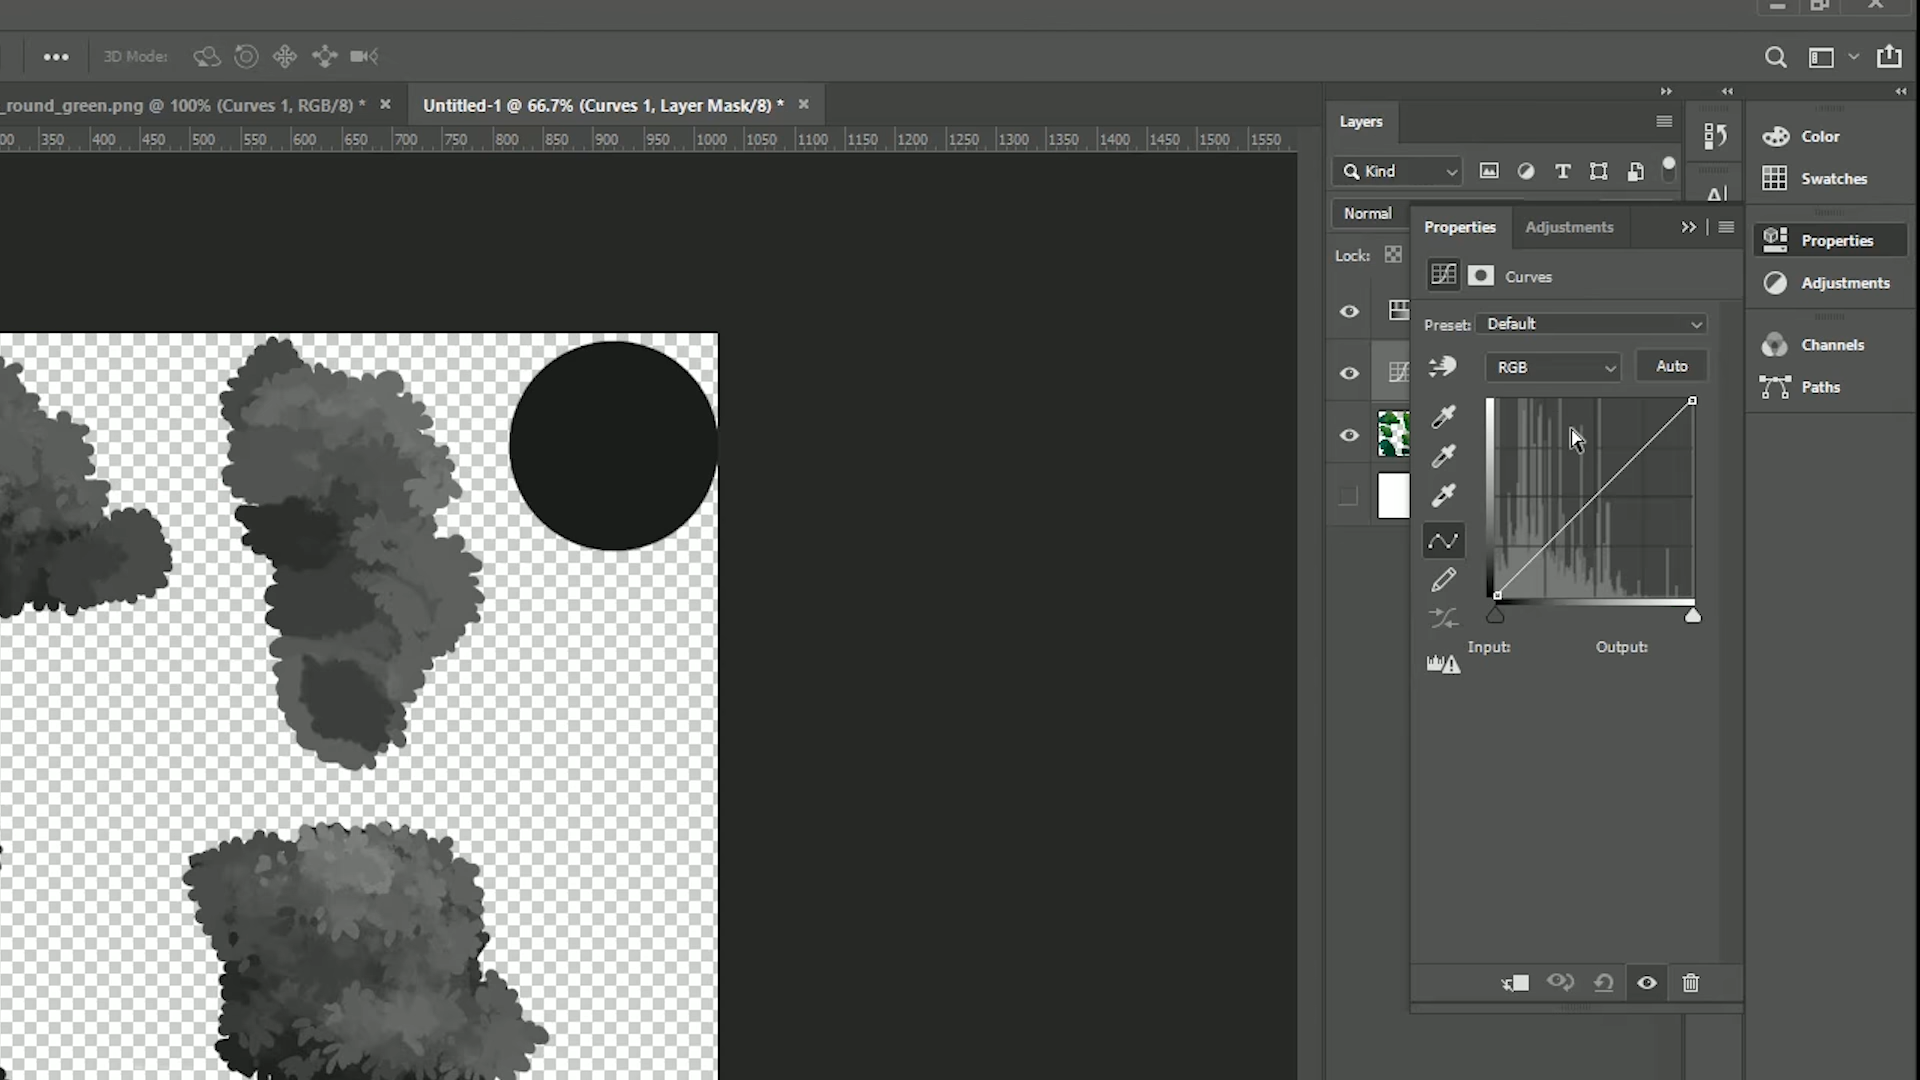 3D Mode:
_round_green.png @ 100% (Curves 1, RGB/8) *
Untitled-1 @ 66.7% (Curves 1, Layer Mask/8) *
00 350 400 450 500 550 600 650 700 750 800 850 900 950 1000 1050 1100 1150 1200 1250 1300 1350 1400 1450 1500 1550
Layers
Kind
Normal
Lock:
Properties
Adjustments
Curves
Preset: Default
RGB
Auto
Input:
Output:
A
Color
Swatches
Properties
Adjustments
Channels
Paths